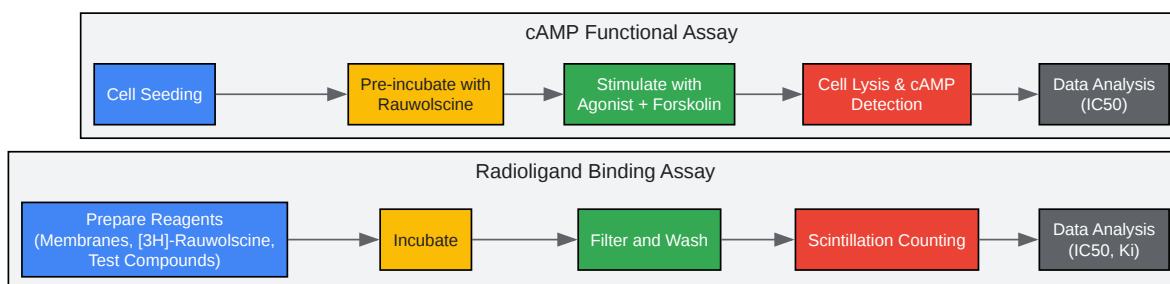 cAMP Functional Assay
Cell Seeding
Pre-incubate with
Rauwolscine
Stimulate with
Agonist + Forskolin
Cell Lysis & cAMP
Detection
Data Analysis
(IC50)
Radioligand Binding Assay
Prepare Reagents
(Membranes, [3H]-Rauwolscine,
Test Compounds)
Incubate
Filter and Wash
Scintillation Counting
Data Analysis
(IC50, Ki)